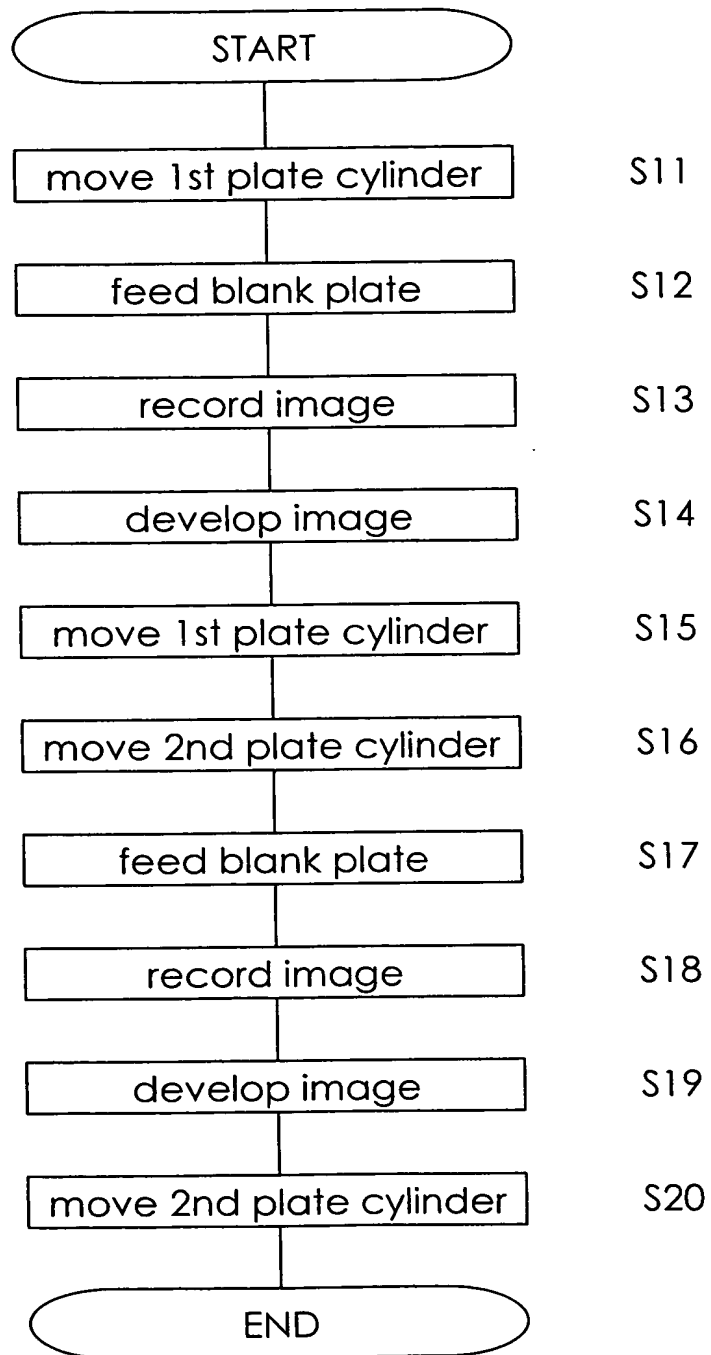 START
move 1st plate cylinder S11
feed blank plate S12
record image S13
develop image S14
move 1st plate cylinder S15
move 2nd plate cylinder S16
feed blank plate S17
record image S18
develop image S19
move 2nd plate cylinder S20
END